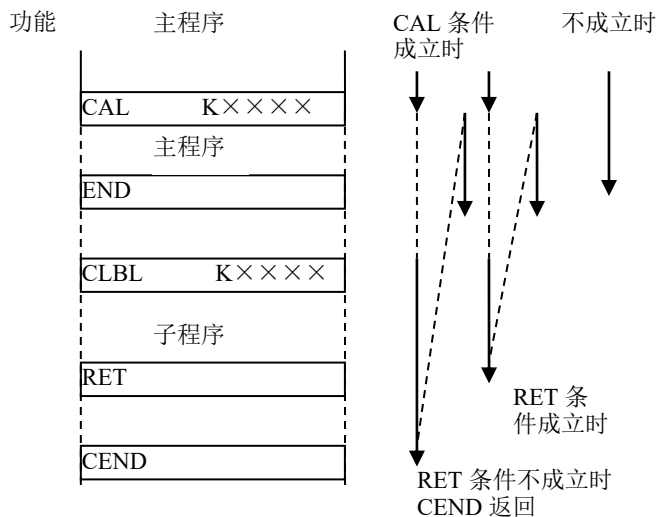 功能 主程序 CAL 条件 不成立时
成立时
CAL K××××
主程序
END
CLBL K××××
子程序
RET
RET 条
件成立时
CEND
RET 条件不成立时
CEND 返回